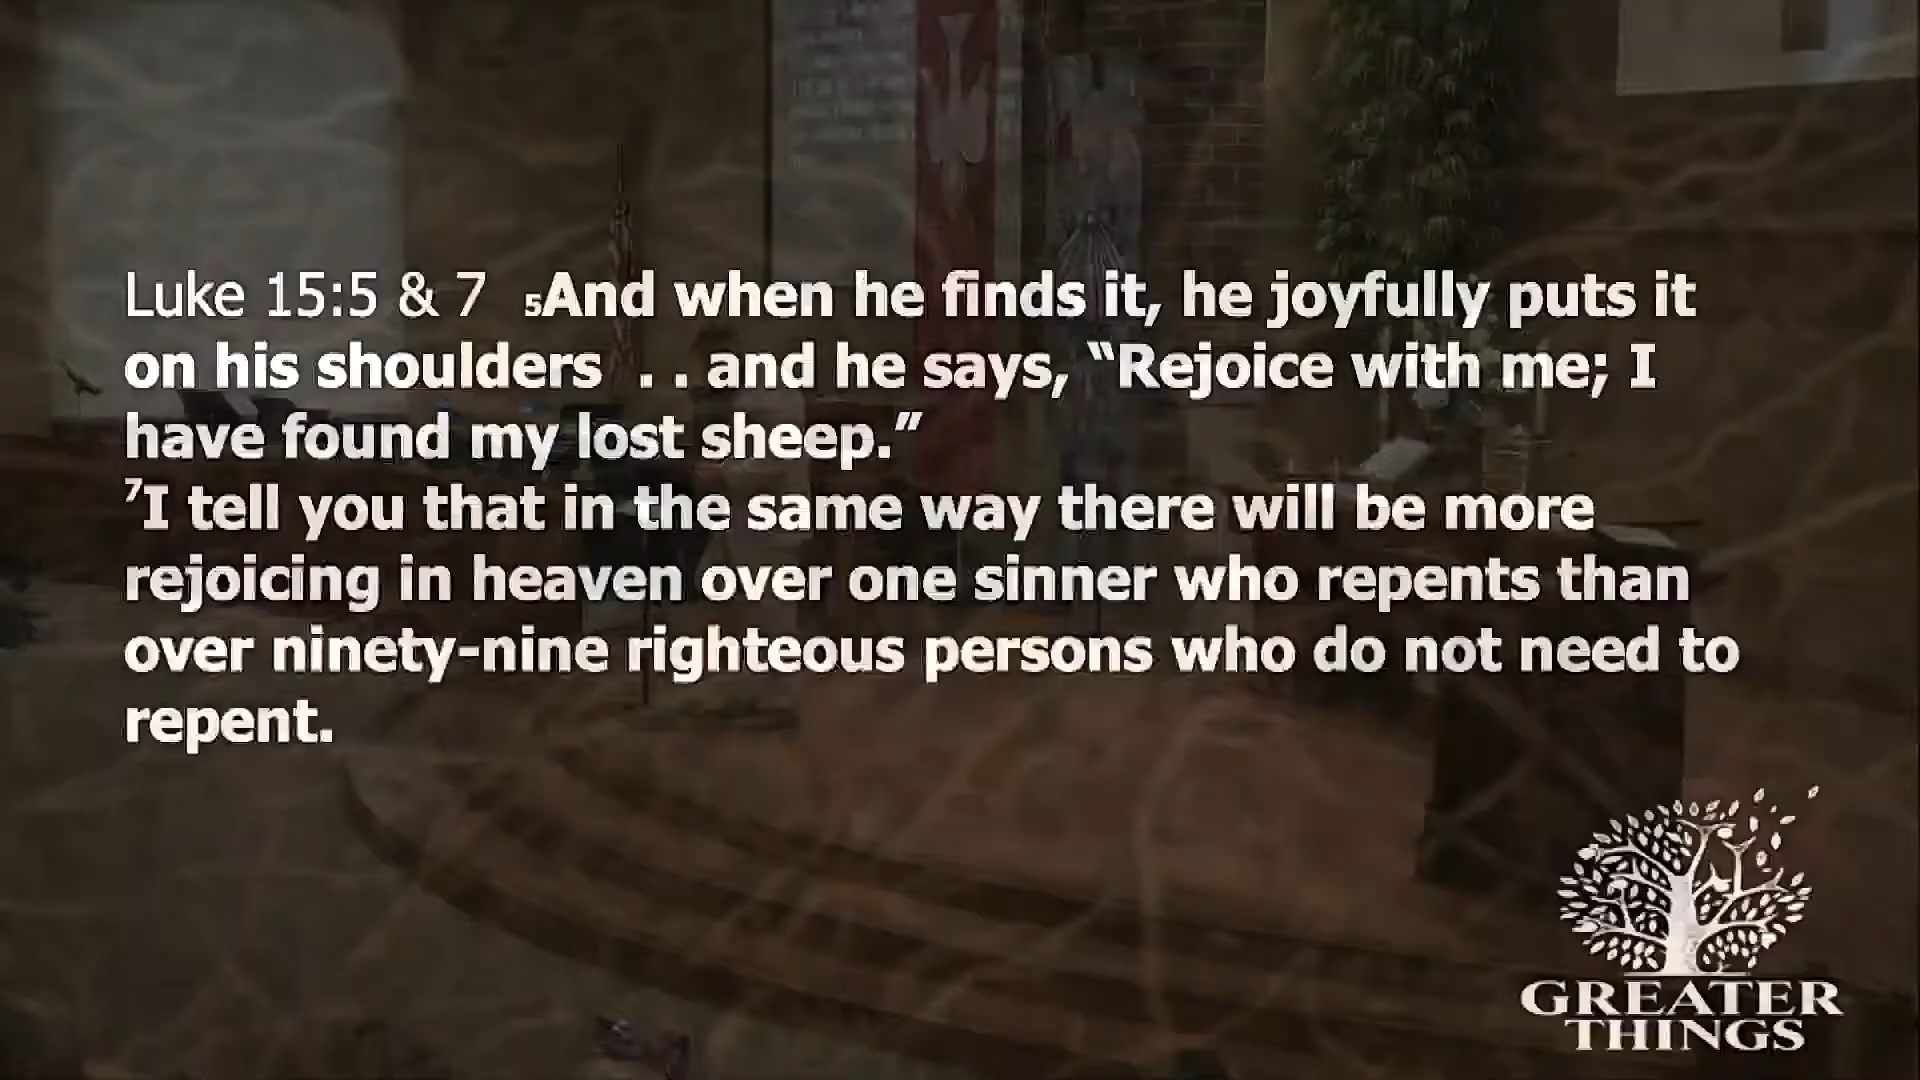 Luke 15:5 & 7  ₅And when he finds it, he joyfully puts it
on his shoulders  . . and he says, “Rejoice with me; I
have found my lost sheep.”
⁷I tell you that in the same way there will be more
rejoicing in heaven over one sinner who repents than
over ninety-nine righteous persons who do not need to
repent.
GREATER
THINGS